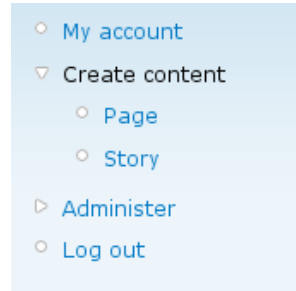 My account
Create content
Page
Story
Administer
Log out